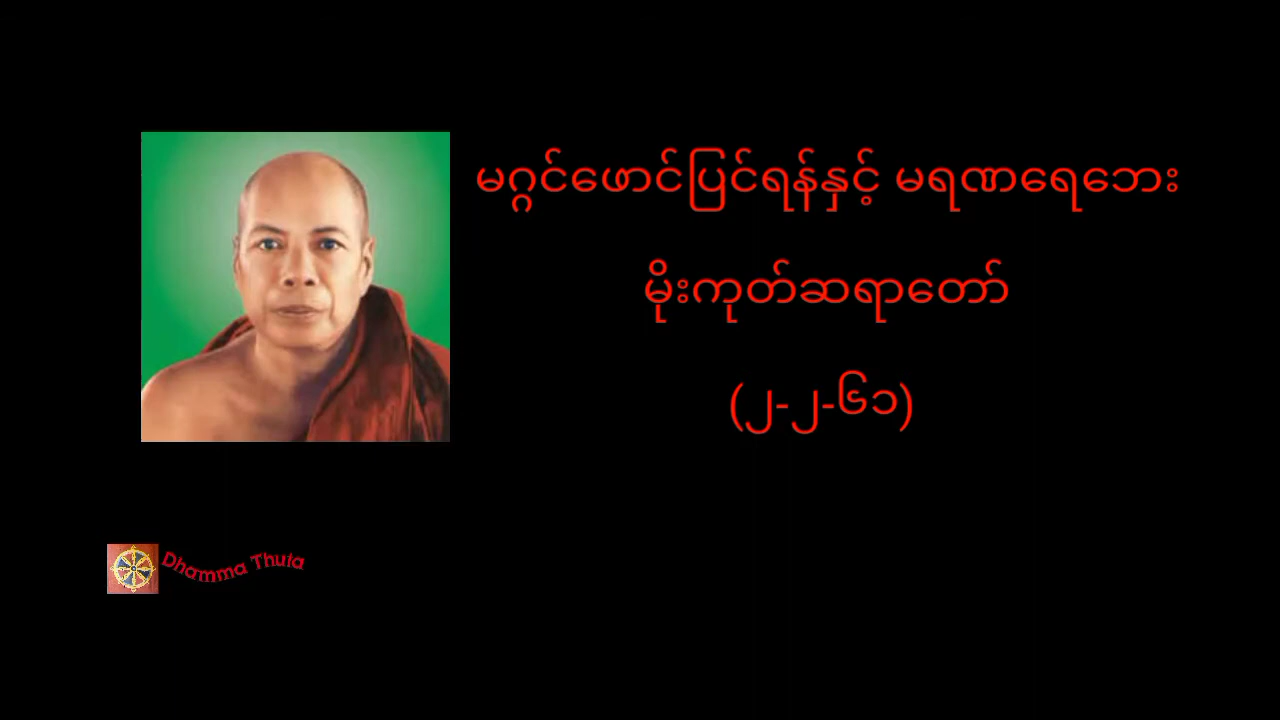 မဂ္ဂင်ဖောင်ပြင်ရန်နှင့် မရဏရေဘေး
မိုးကုတ်ဆရာတော်
(၂-၂-၆၁)
Dhamma Thuta